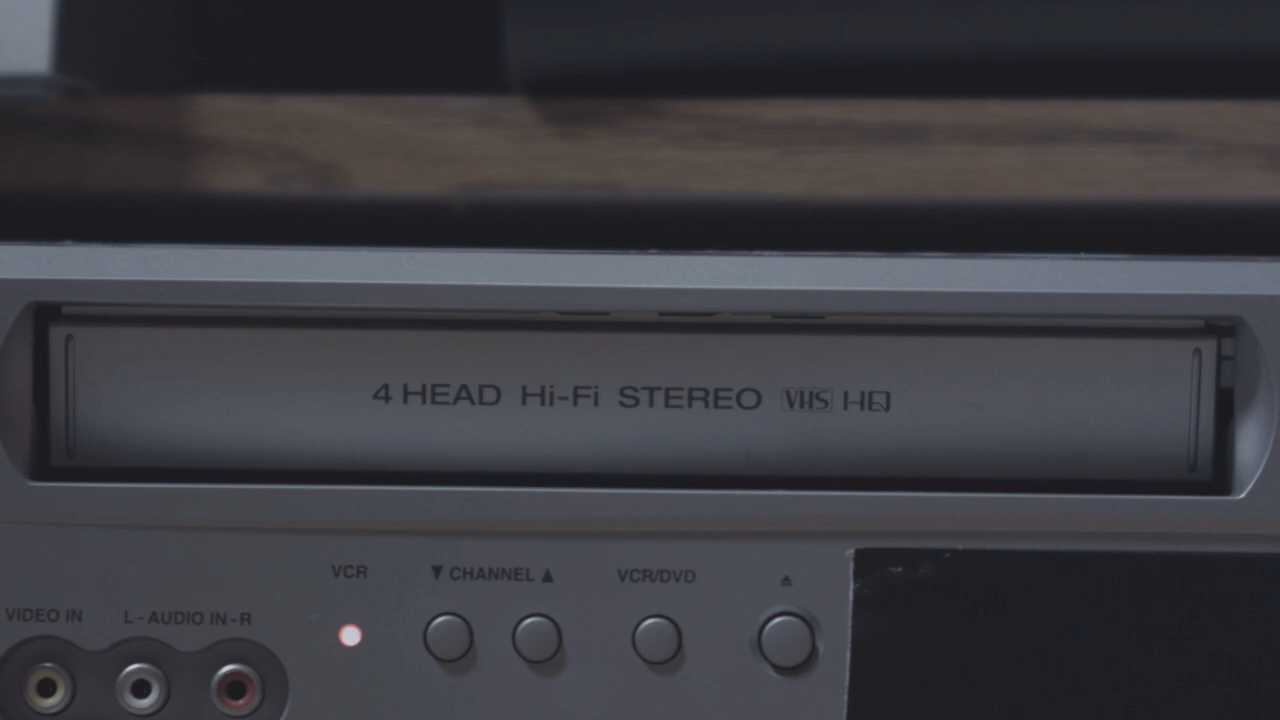 4 HEAD Hi-Fi STEREO VHS HQ
VCR ▼ CHANNEL ▲ VCR/DVD
VIDEO IN L - AUDIO IN - R